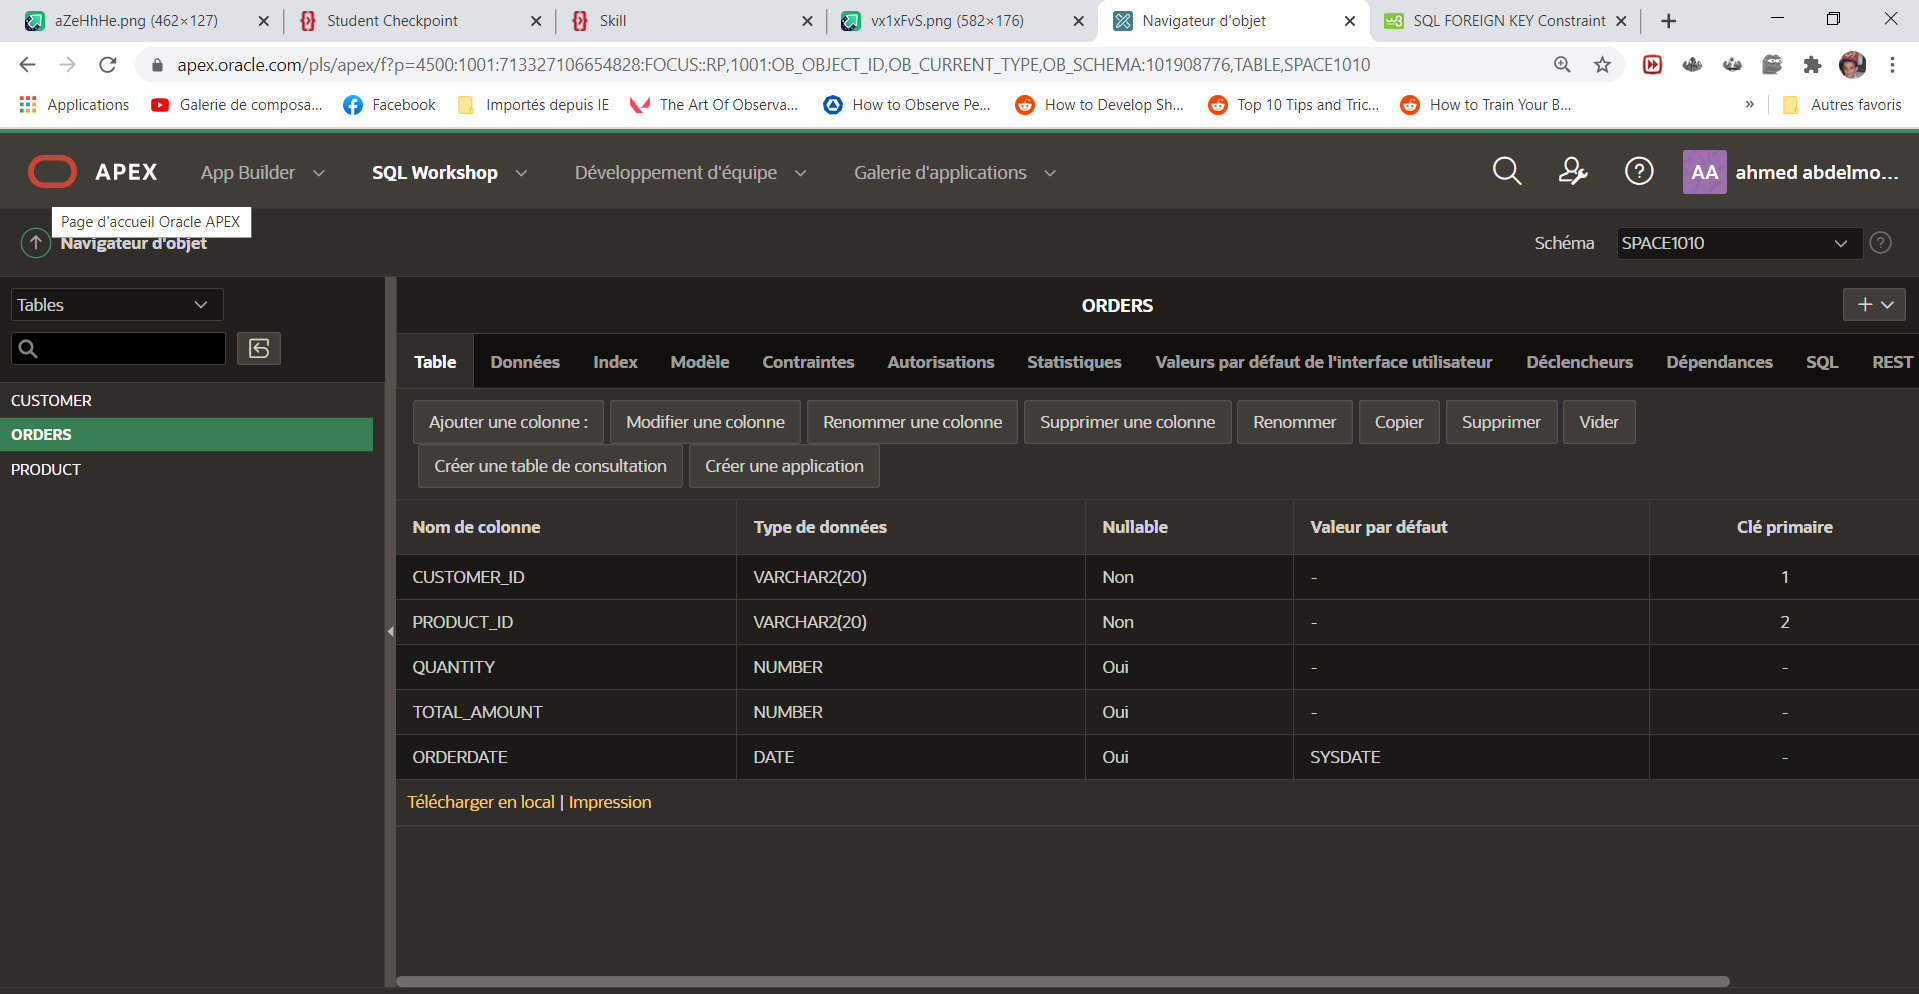 aZeHhHe.png (462×127)
Student Checkpoint
Skill
vx1xFvS.png (582×176)
Navigateur d'objet
SQL FOREIGN KEY Constraint
apex.oracle.com/pls/apex/f?p=4500:1001:713327106654828:FOCUS::RP,1001:OB_OBJECT_ID,OB_CURRENT_TYPE,OB_SCHEMA:101908776,TABLE,SPACE1010
Applications
Galerie de composa...
Facebook
Importés depuis IE
The Art Of Observa...
How to Observe Pe...
How to Develop Sh...
Top 10 Tips and Tric...
How to Train Your B...
»
Autres favoris
APEX
App Builder
SQL Workshop
Développement d'équipe
Galerie d'applications
AA
ahmed abdelmo...
Page d'accueil Oracle APEX
Navigateur d'objet
Schéma
SPACE1010
Tables
CUSTOMER
ORDERS
PRODUCT
ORDERS
Table
Données
Index
Modèle
Contraintes
Autorisations
Statistiques
Valeurs par défaut de l'interface utilisateur
Déclencheurs
Dépendances
SQL
REST
Ajouter une colonne :
Modifier une colonne
Renommer une colonne
Supprimer une colonne
Renommer
Copier
Supprimer
Vider
Créer une table de consultation
Créer une application
Nom de colonne Type de données Nullable Valeur par défaut Clé primaire
CUSTOMER_ID VARCHAR2(20) Non - 1
PRODUCT_ID VARCHAR2(20) Non - 2
QUANTITY NUMBER Oui - -
TOTAL_AMOUNT NUMBER Oui - -
ORDERDATE DATE Oui SYSDATE -
Télécharger en local | Impression